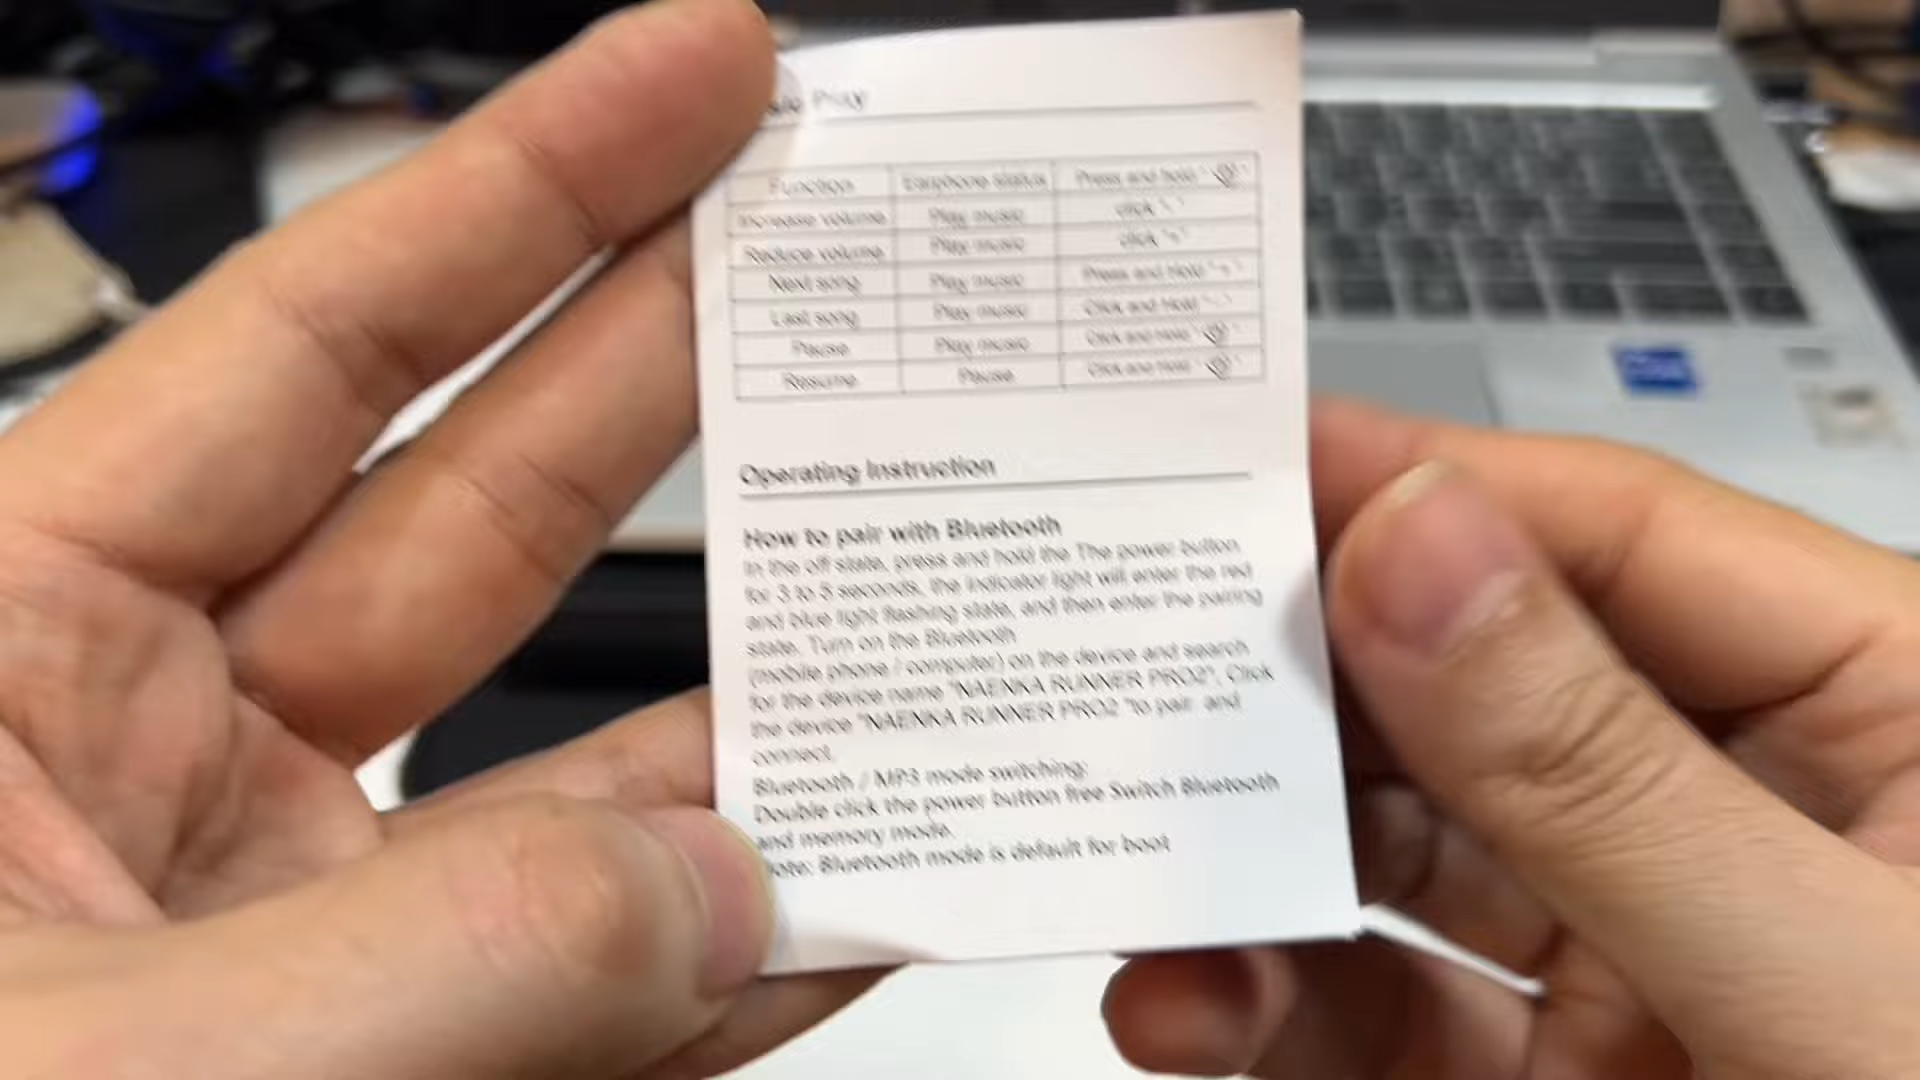 Play
Function Earphone status Press and hold "
Increase volume Play music click "
Reduce volume Play music click "+"
Next song Play music Press and Hold "+"
Last song Play music Click and Hold "-"
Pause Play music Click and Hold "
Resume Pause Click and Hold "
Operating Instruction
How to pair with Bluetooth
In the off state, press and hold the The power button
for 3 to 5 seconds, the indicator light will enter the red
and blue light flashing state, and then enter the pairing
state. Turn on the Bluetooth
(mobile phone / computer) on the device and search
for the device name "NAENKA RUNNER PRO2", Click
the device "NAENKA RUNNER PRO2 "to pair and
connect.
Bluetooth / MP3 mode switching:
Double click the power button free Switch Bluetooth
and memory mode.
Note: Bluetooth mode is default for boot